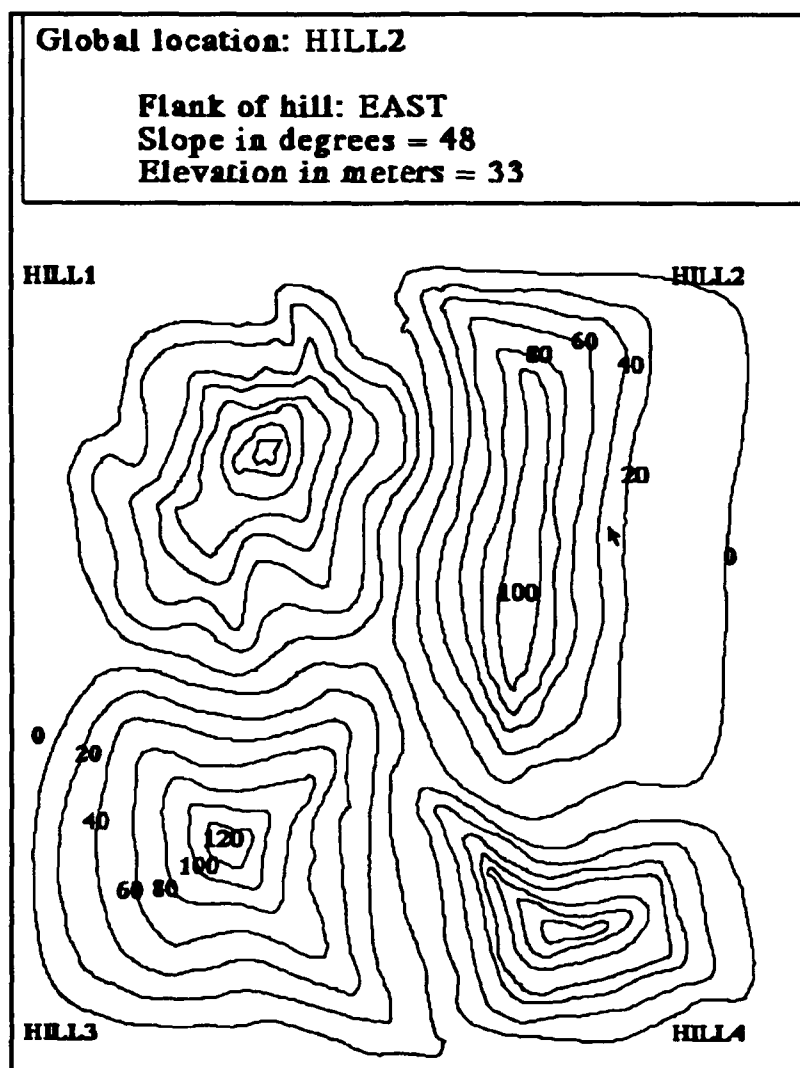 Global location: HILL2
Flank of hill: EAST
Slope in degrees = 48
Elevation in meters = 33
HILL1
HILL2
60
80
40
20
0
100
0
20
40
120
100
60
80
HILL3
HILL4